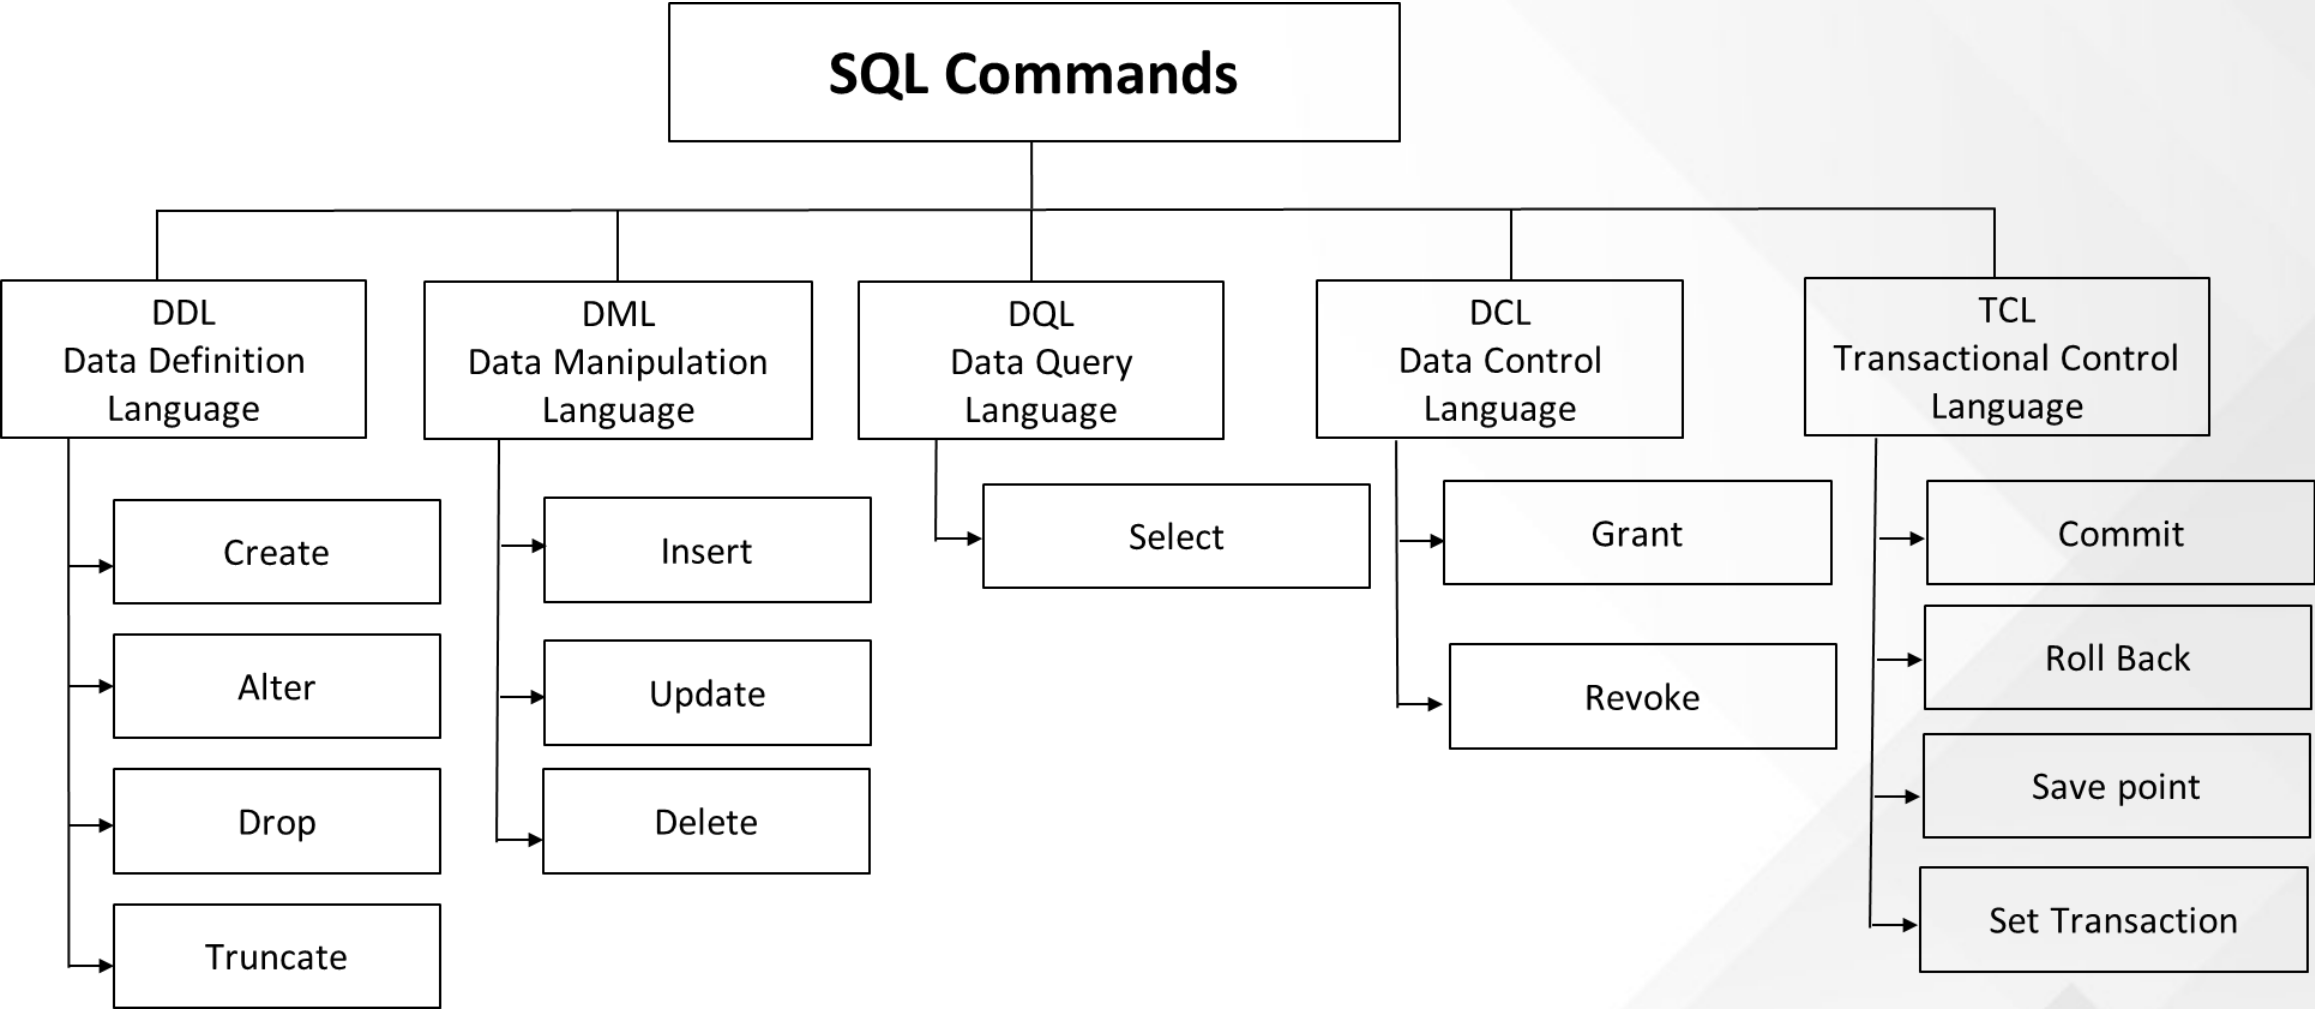 SQL Commands
DDL
Data Definition
Language
DML
Data Manipulation
Language
DQL
Data Query
Language
DCL
Data Control
Language
TCL
Transactional Control
Language
Create
Alter
Drop
Truncate
Insert
Update
Delete
Select
Grant
Revoke
Commit
Roll Back
Save point
Set Transaction